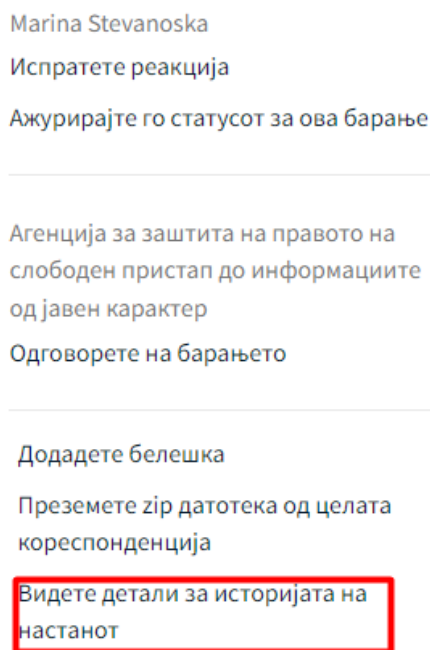 Marina Stevanoska
Испратете реакција
Ажурирајте го статусот за ова барање
Агенција за заштита на правото на
слободен пристап до информациите
од јавен карактер
Одговорете на барањето
Додадете белешка
Преземете zip датотека од целата
кореспонденција
Видете детали за историјата на
настанот